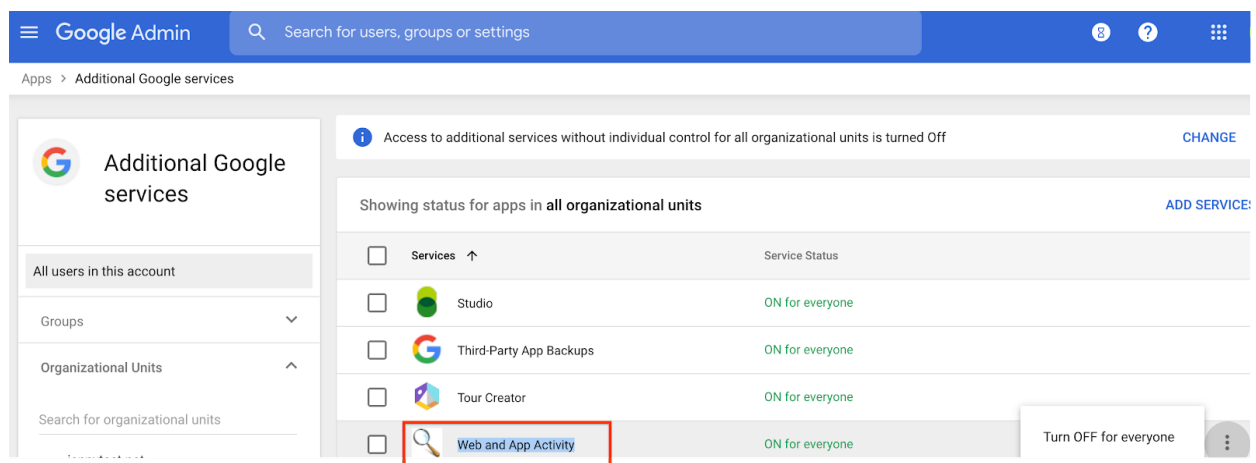 Google Admin
Search for users, groups or settings
Apps > Additional Google services
Additional Google
services
All users in this account
Groups
Organizational Units
Search for organizational units
Access to additional services without individual control for all organizational units is turned Off
CHANGE
Showing status for apps in all organizational units
ADD SERVICES
Services ↑
Service Status
Studio
ON for everyone
Third-Party App Backups
ON for everyone
Tour Creator
ON for everyone
Web and App Activity
ON for everyone
Turn OFF for everyone